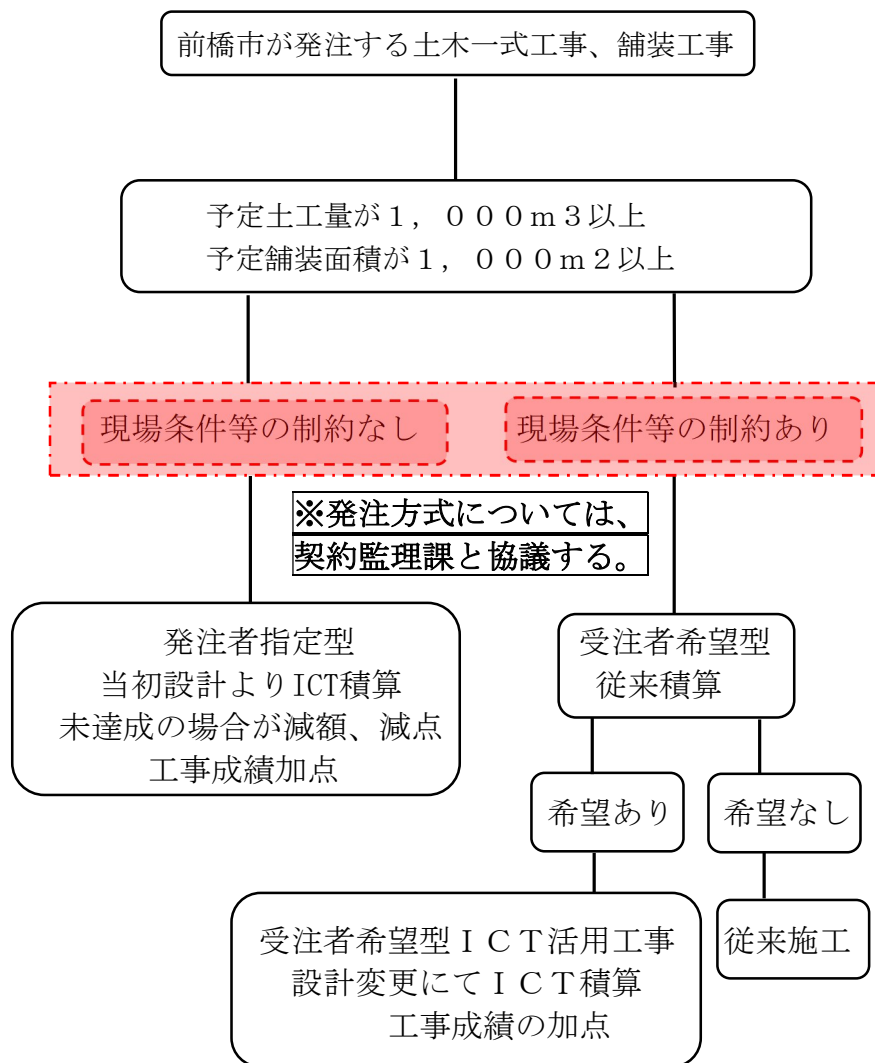 前橋市が発注する土木一式工事、舗装工事
予定土工量が１，０００ｍ３以上
予定舗装面積が１，０００ｍ２以上
現場条件等の制約なし
現場条件等の制約あり
※発注方式については、
契約監理課と協議する。
発注者指定型
当初設計よりICT積算
未達成の場合が減額、減点
工事成績加点
受注者希望型
従来積算
希望あり
希望なし
受注者希望型ＩＣＴ活用工事
設計変更にてＩＣＴ積算
工事成績の加点
従来施工